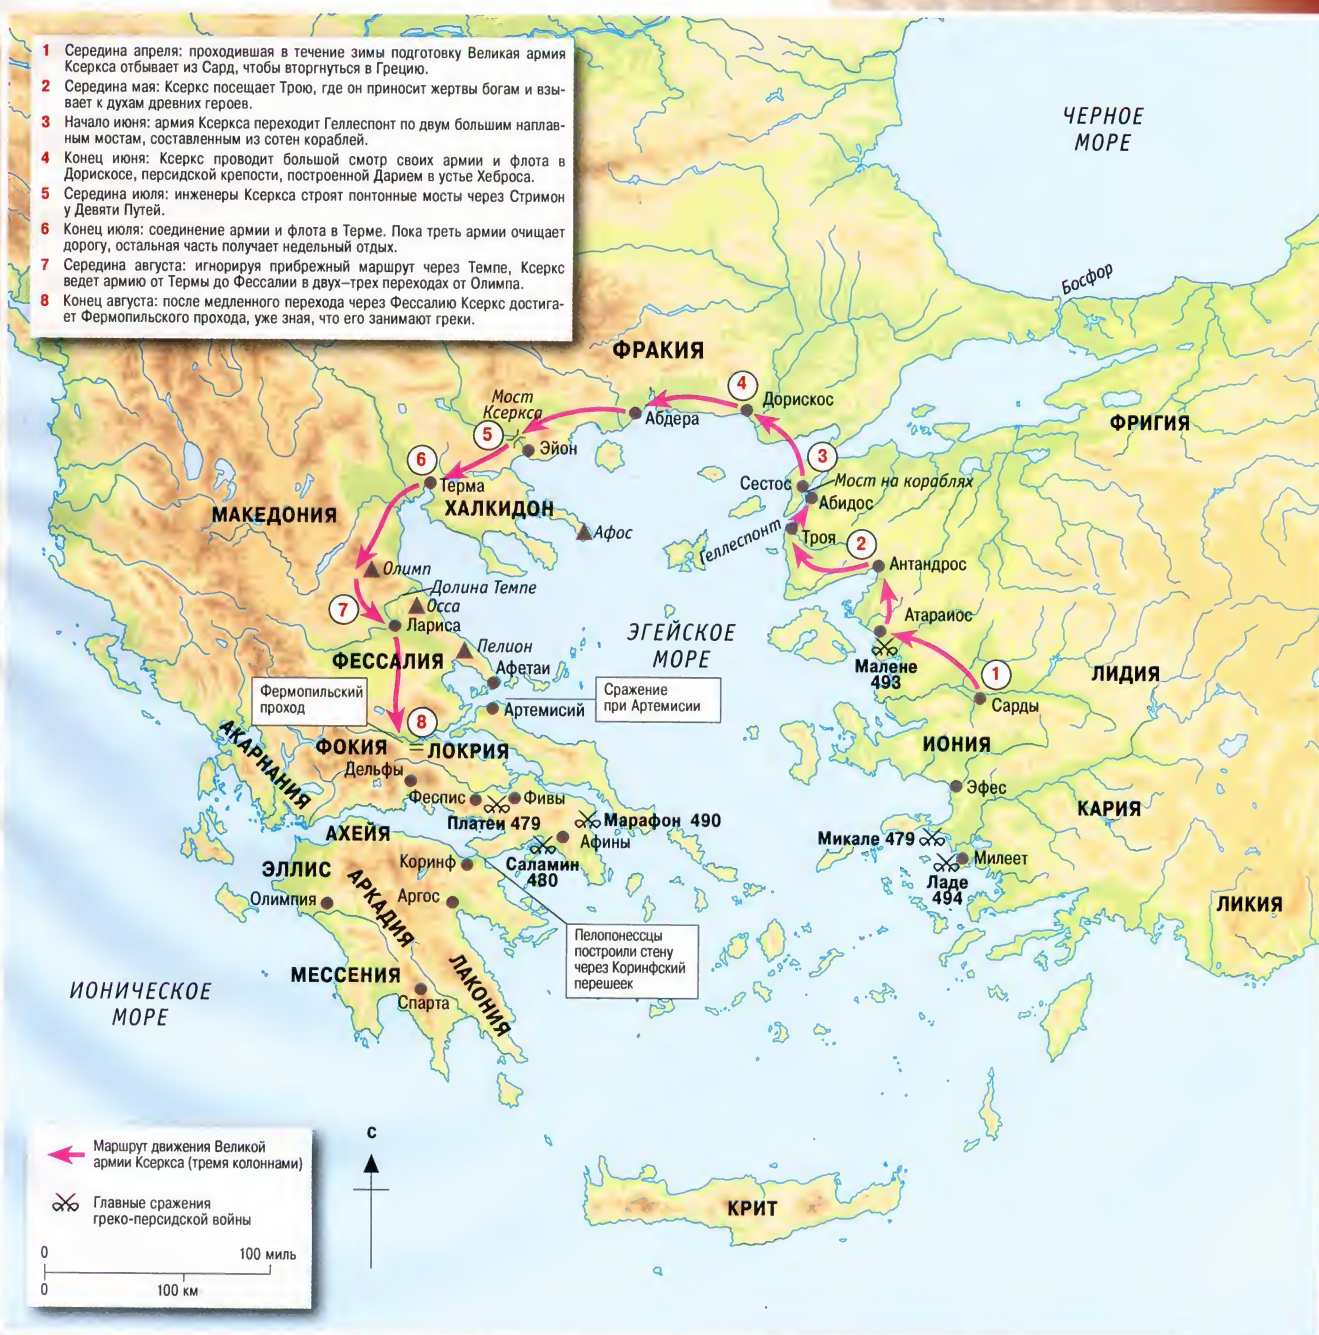 1 Середина апреля: проходившая в течение зимы подготовку Великая армия
Ксеркса отбывает из Сард, чтобы вторгнуться в Грецию.
2 Середина мая: Ксеркс посещает Трою, где он приносит жертвы богам и взы-
вает к духам древних героев.
3 Начало июня: армия Ксеркса переходит Геллеспонт по двум большим наплав-
ным мостам, составленным из сотен кораблей.
4 Конец июня: Ксеркс проводит большой смотр своих армии и флота в
Дорискосе, персидской крепости, построенной Дарием в устье Хеброса.
5 Середина июля: инженеры Ксеркса строят понтонные мосты через Стримон
у Девяти Путей.
6 Конец июля: соединение армии и флота в Терме. Пока треть армии очищает
дорогу, остальная часть получает недельный отдых.
7 Середина августа: игнорируя прибрежный маршрут через Темпе, Ксеркс
ведет армию от Термы до Фессалии в двух–трех переходах от Олимпа.
8 Конец августа: после медленного перехода через Фессалию Ксеркс достига-
ет Фермопильского прохода, уже зная, что его занимают греки.
ЧЕРНОЕ
МОРЕ
Босфор
ФРАКИЯ
4
Дорискос
Мост
Ксеркса
Абдера
ФРИГИЯ
5
Эйон
6
3
Терма
Сестос
Мост на кораблях
Абидос
МАКЕДОНИЯ
ХАЛКИДОН
Афос
Геллеспонт
Троя
2
Антандрос
Олимп
Долина Темпе
Осса
7
Лариса
Атараиос
ЭГЕЙСКОЕ
МОРЕ
Пелион
ФЕССАЛИЯ
Афетаи
Малене
493
1
ЛИДИЯ
Сарды
Фермопильский
проход
Артемисий
Сражение
при Артемисии
8
АКАРНАНИЯ
ФОКИЯ
ЛОКРИЯ
ИОНИЯ
Дельфы
Эфес
Феспис
Фивы
КАРИЯ
Платеи 479
Марафон 490
АХЕЙЯ
Афины
Микале 479
Коринф
Саламин
480
Милеет
ЭЛЛИС
Ладе
494
АРКАДИЯ
Олимпия
Аргос
ЛИКИЯ
Пелопонессцы
построили стену
через Коринфский
перешеек
МЕССЕНИЯ
ЛАКОНИЯ
Спарта
ИОНИЧЕСКОЕ
МОРЕ
С
Маршрут движения Великой
армии Ксеркса (тремя колоннами)
Главные сражения
греко-персидской войны
0 100 миль
0 100 км
КРИТ